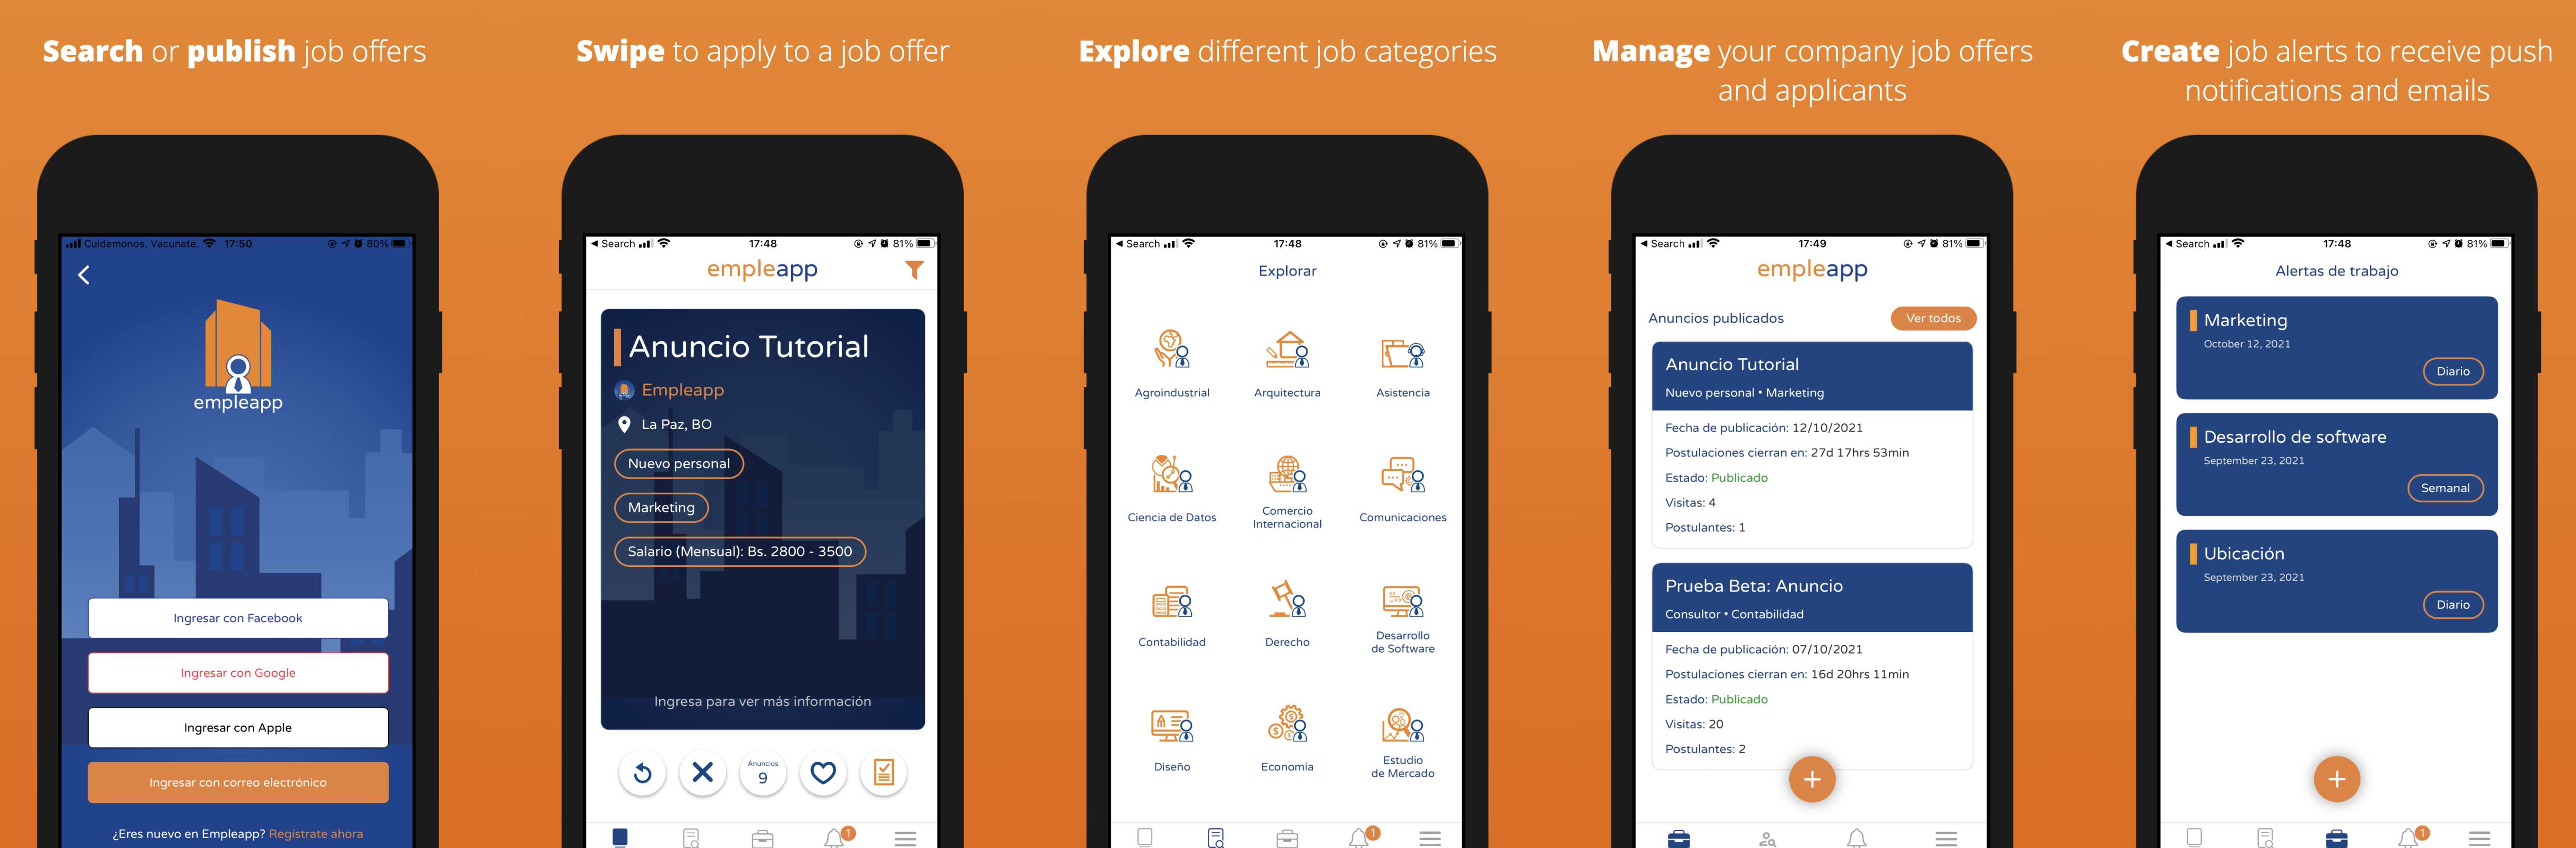 Search or publish job offers
Cuidemonos. Vacunate. 17:50 80%
empleapp
Ingresar con Facebook
Ingresar con Google
Ingresar con Apple
Ingresar con correo electrónico
¿Eres nuevo en Empleapp? Regístrate ahora
Swipe to apply to a job offer
Search 17:48 81%
empleapp
Anuncio Tutorial
Empleapp
La Paz, BO
Nuevo personal
Marketing
Salario (Mensual): Bs. 2800 - 3500
Ingresa para ver más información
Anuncios
9
1
Explore different job categories
Search 17:48 81%
Explorar
Agroindustrial Arquitectura Asistencia
Ciencia de Datos
Comercio
Internacional
Comunicaciones
Contabilidad
Derecho
Desarrollo
de Software
Diseño
Economía
Estudio
de Mercado
1
Manage your company job offers
and applicants
Search 17:49 81%
empleapp
Anuncios publicados Ver todos
Anuncio Tutorial
Nuevo personal • Marketing
Fecha de publicación: 12/10/2021
Postulaciones cierran en: 27d 17hrs 53min
Estado: Publicado
Visitas: 4
Postulantes: 1
Prueba Beta: Anuncio
Consultor • Contabilidad
Fecha de publicación: 07/10/2021
Postulaciones cierran en: 16d 20hrs 11min
Estado: Publicado
Visitas: 20
Postulantes: 2
+
Create job alerts to receive push
notifications and emails
Search 17:48 81%
Alertas de trabajo
Marketing
October 12, 2021
Diario
Desarrollo de software
September 23, 2021
Semanal
Ubicación
September 23, 2021
Diario
+
1